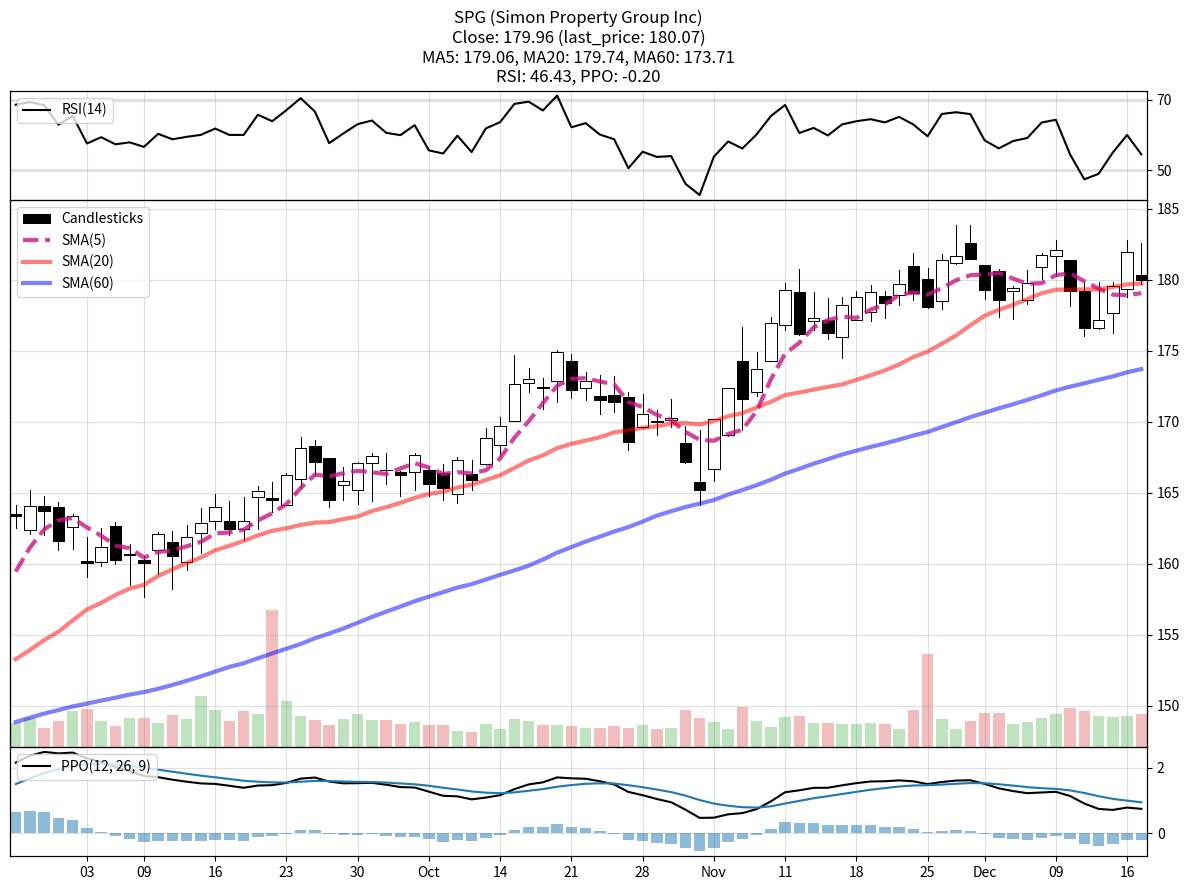 SPG (Simon Property Group Inc)
Close: 179.96 (last_price: 180.07)
MA5: 179.06, MA20: 179.74, MA60: 173.71
RSI: 46.43, PPO: -0.20
RSI(14)
70
50
Candlesticks
SMA(5)
SMA(20)
SMA(60)
185
180
175
170
165
160
155
150
PPO(12, 26, 9)
2
0
03 09 16 23 30 Oct 14 21 28 Nov 11 18 25 Dec 09 16